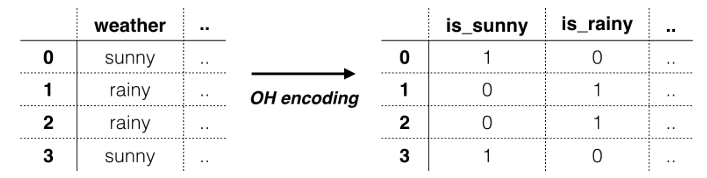 weather ..
0 sunny ..
1 rainy ..
2 rainy ..
3 sunny ..
OH encoding
is_sunny is_rainy ..
0 1 0 ..
1 0 1 ..
2 0 1 ..
3 1 0 ..